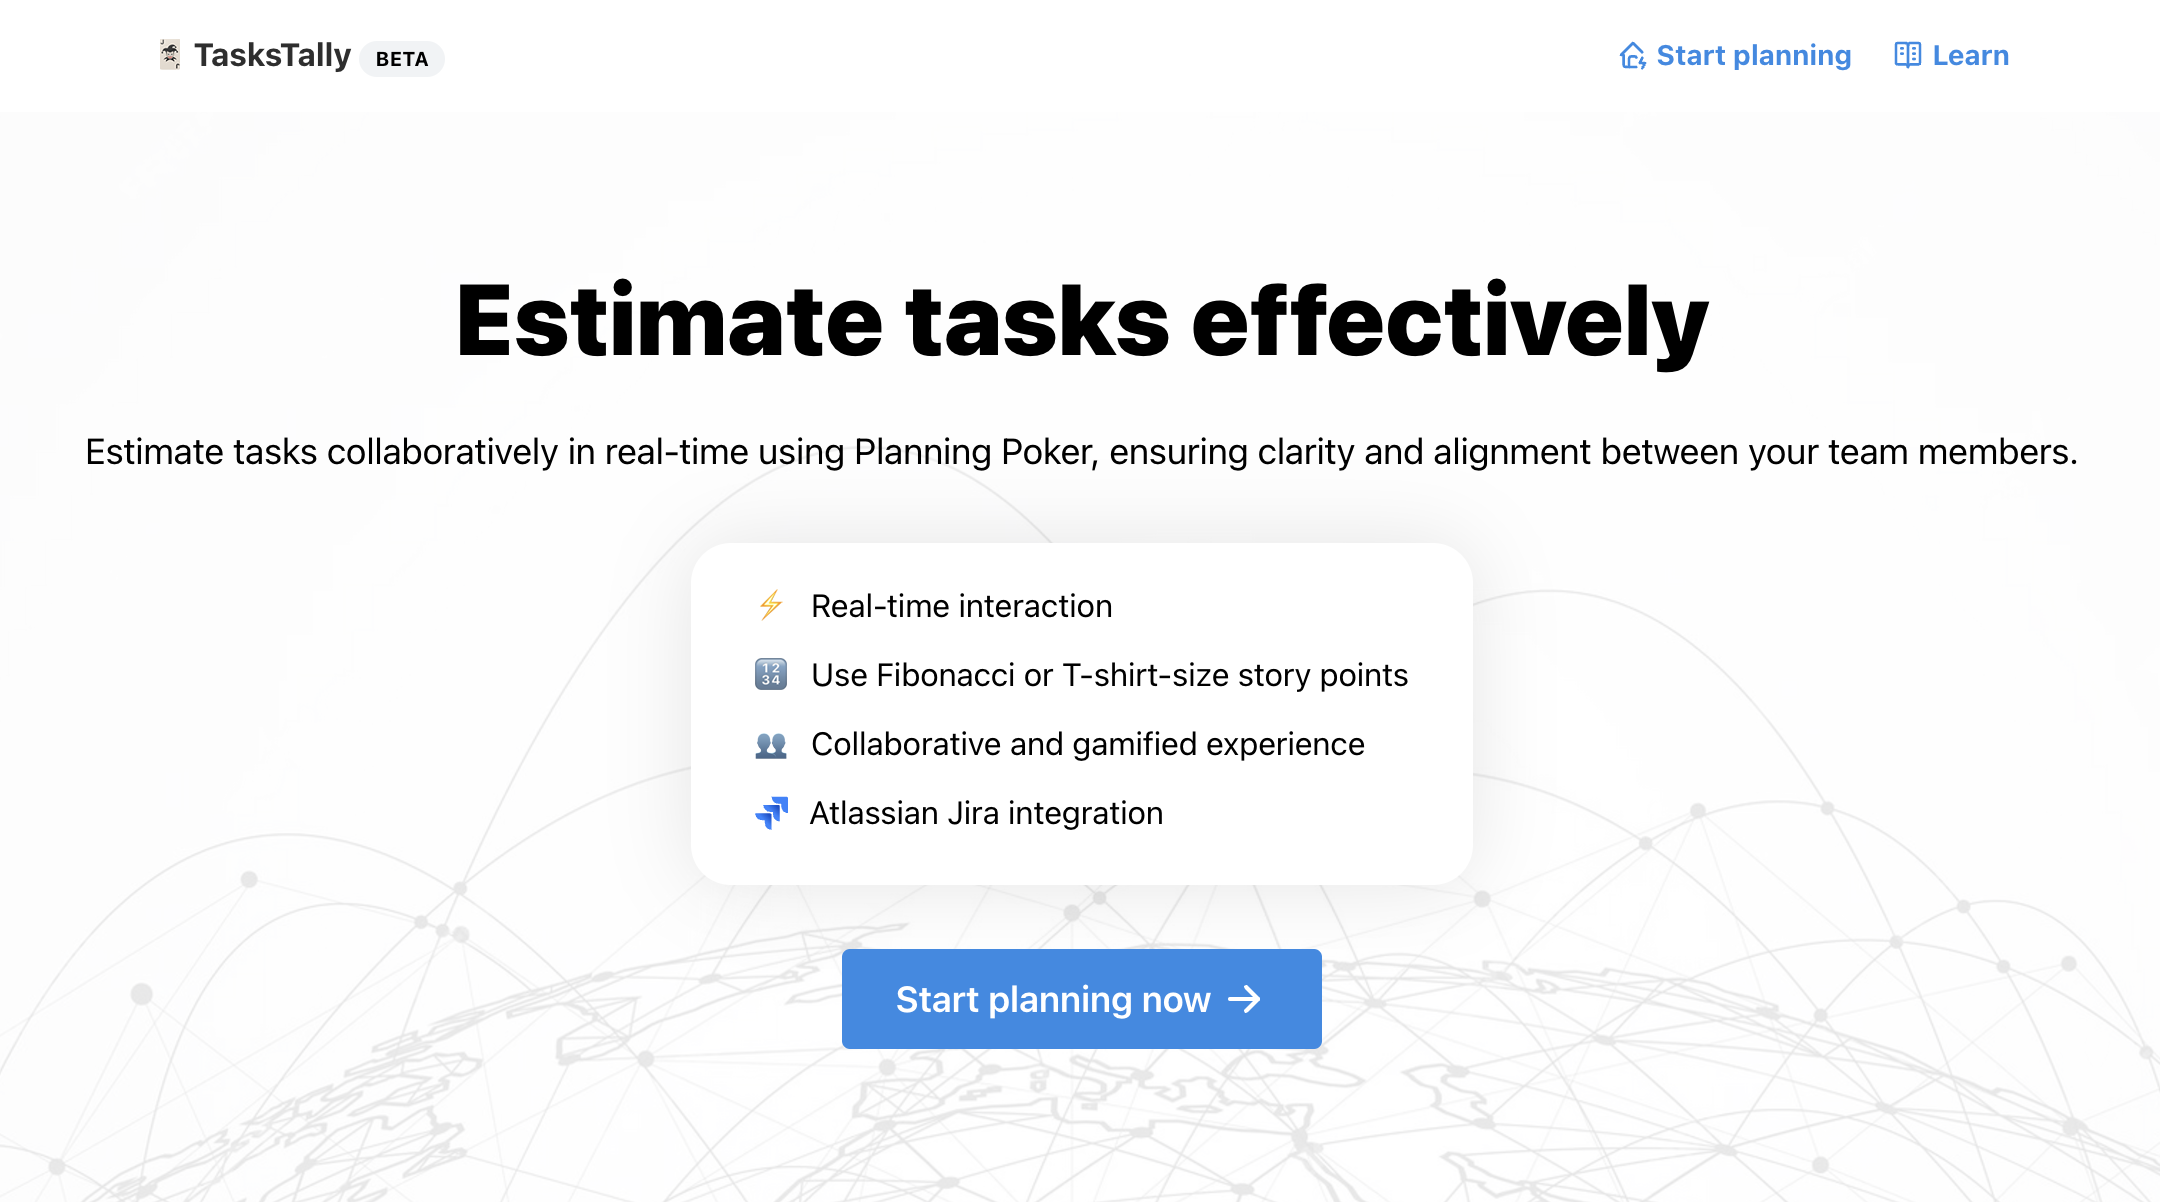 TasksTally BETA
Start planning
Learn
Estimate tasks effectively
Estimate tasks collaboratively in real-time using Planning Poker, ensuring clarity and alignment between your team members.
Real-time interaction
1234 Use Fibonacci or T-shirt-size story points
Collaborative and gamified experience
Atlassian Jira integration
Start planning now →